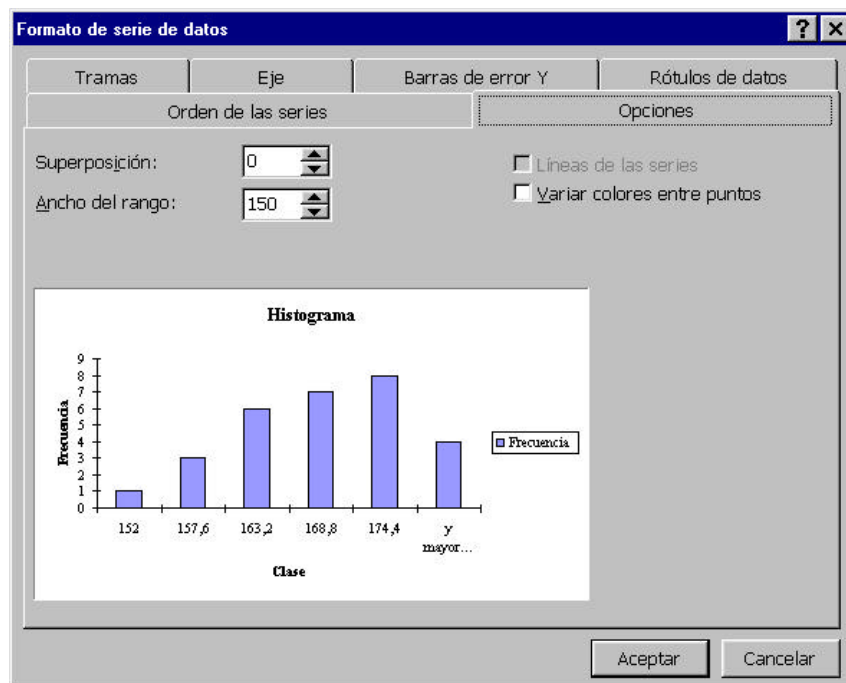 Formato de serie de datos
Tramas
Eje
Barras de error Y
Rótulos de datos
Orden de las series
Opciones
Superposición:
0
Líneas de las series
Ancho del rango:
150
Variar colores entre puntos
Histograma
9
8
7
6
5
4
3
2
1
0
Frecuencia
152
157,6
163,2
168,8
174,4
y
mayor...
Clase
Frecuencia
Aceptar
Cancelar